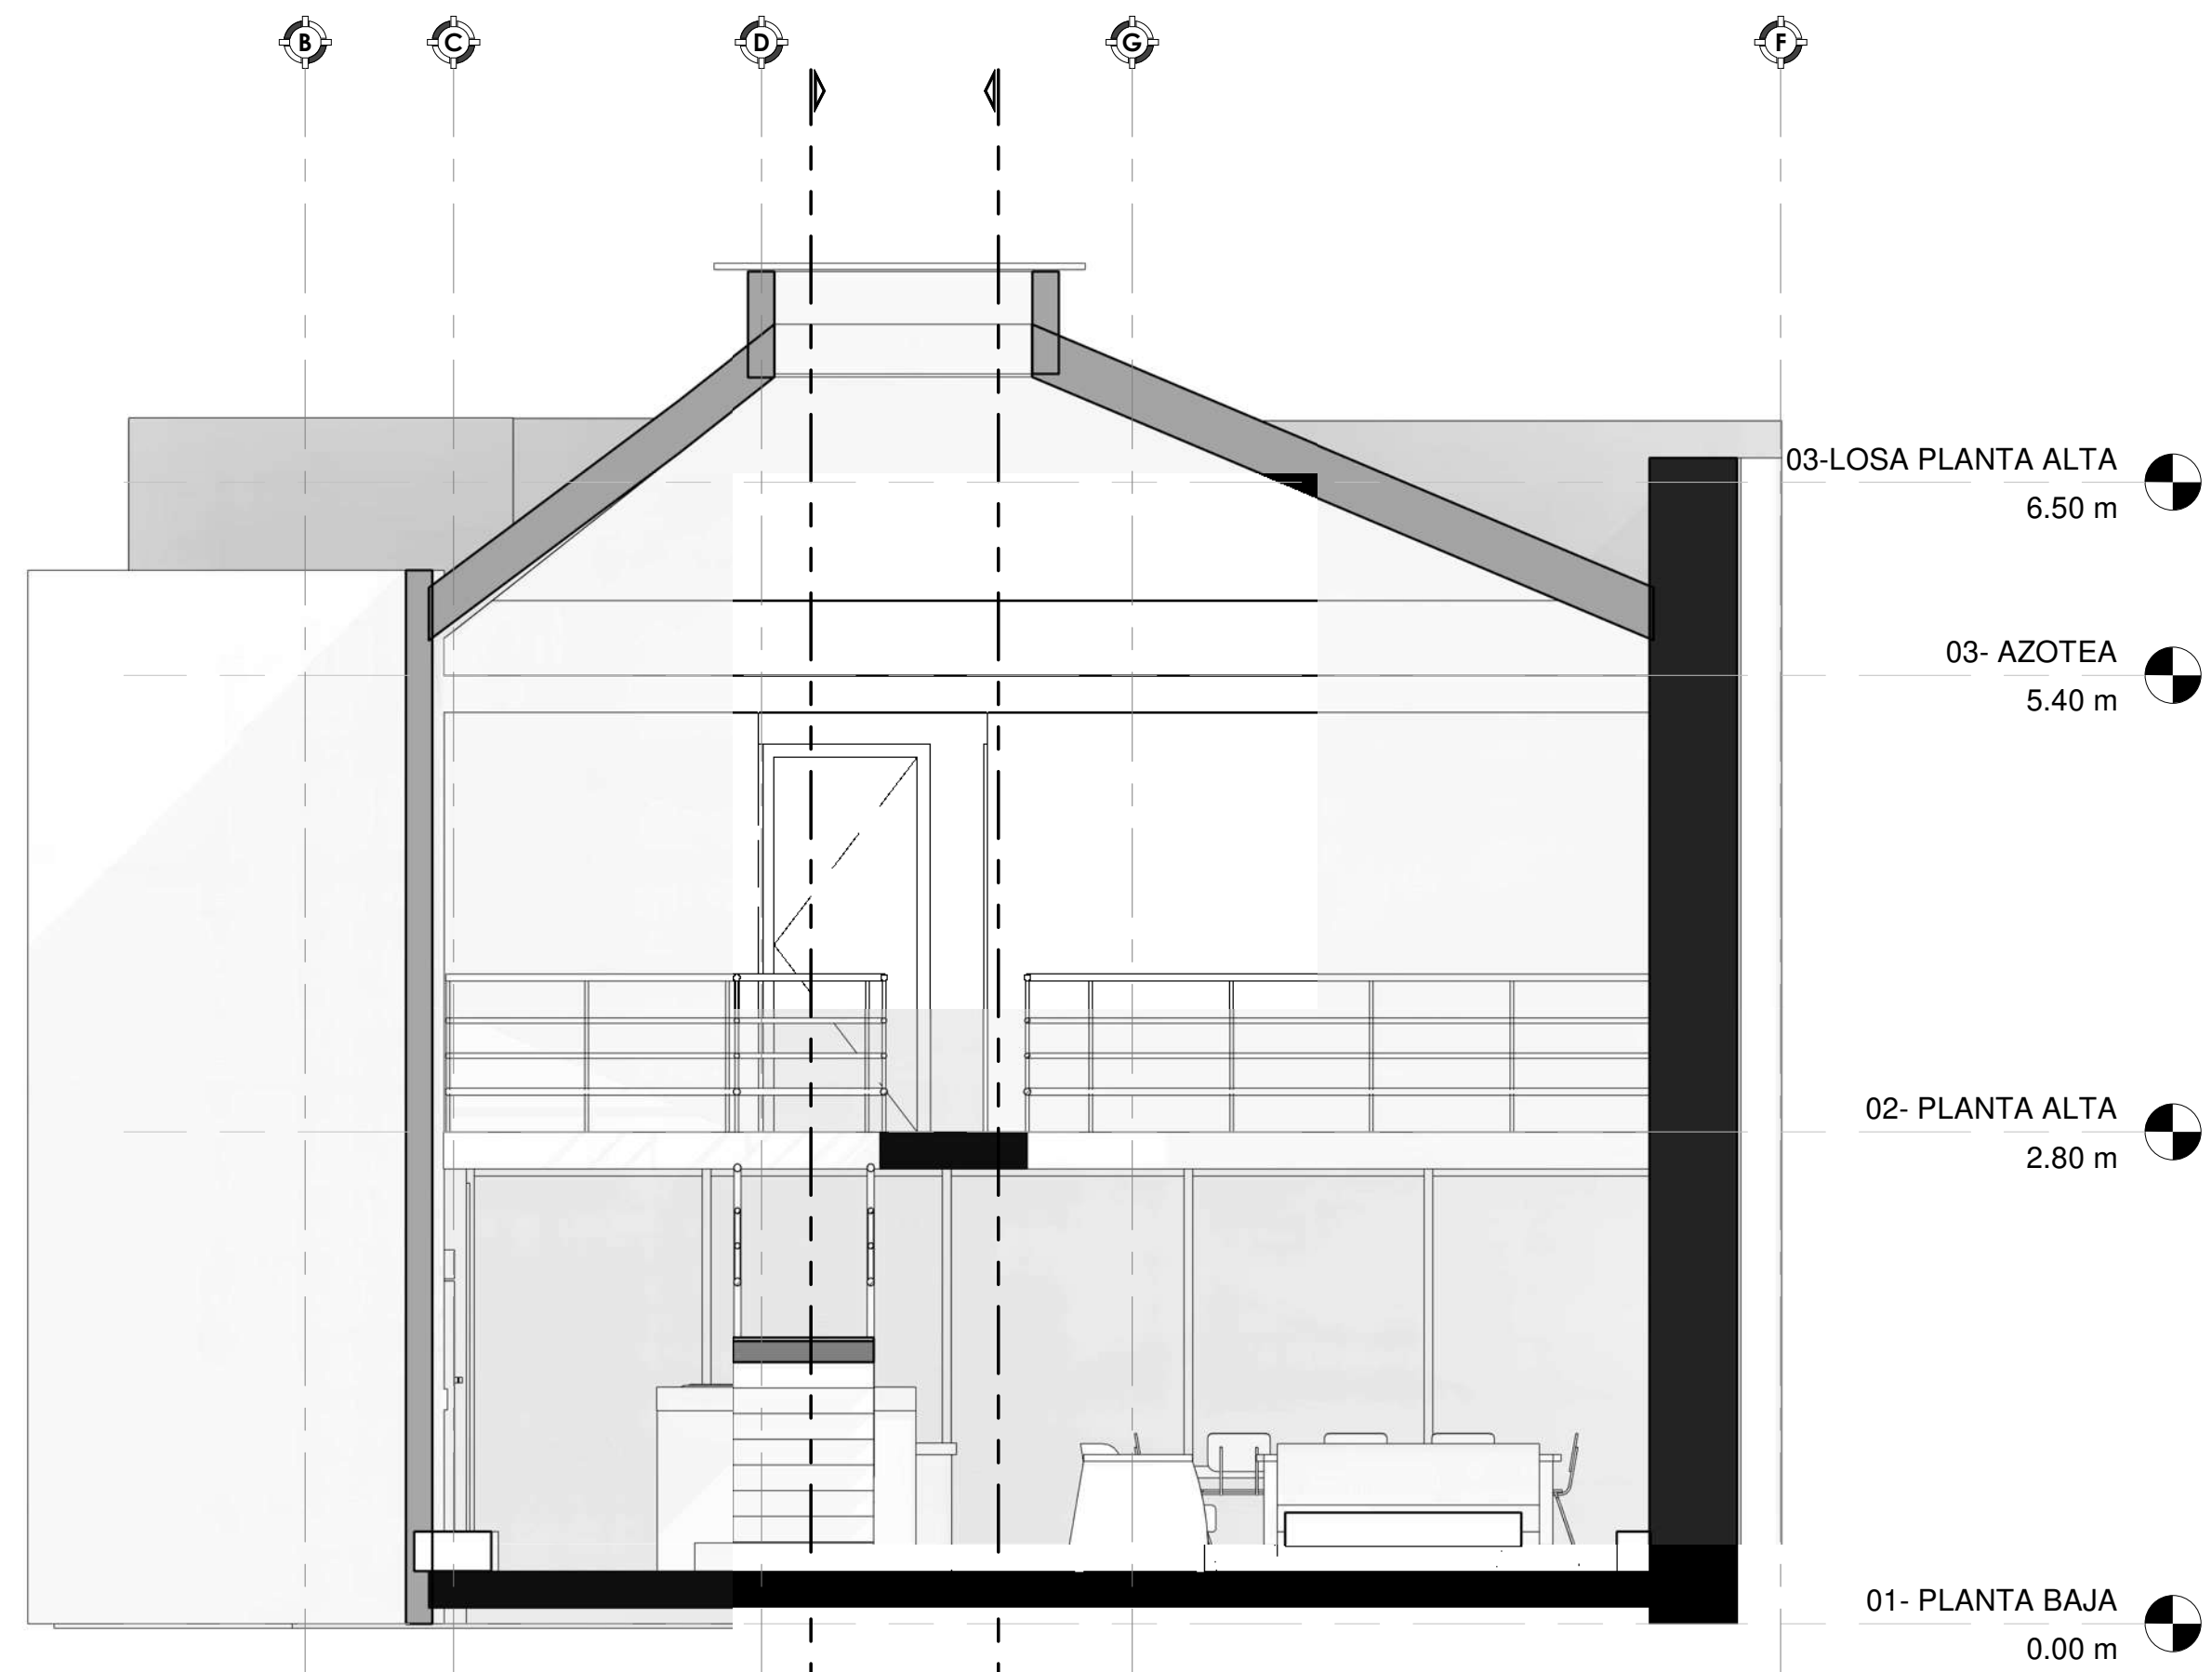 B C D G F
03-LOSA PLANTA ALTA
6.50 m
03- AZOTEA
5.40 m
02- PLANTA ALTA
2.80 m
01- PLANTA BAJA
0.00 m